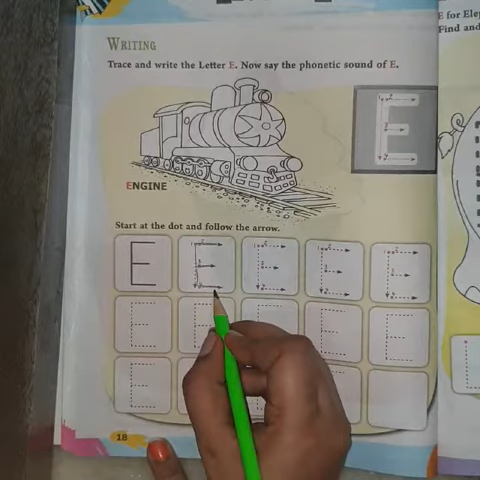 WRITING
Trace and write the Letter E. Now say the phonetic sound of E.
E
ENGINE
Start at the dot and follow the arrow.
E E E E E
E E E E E
E
18
E for
Find and